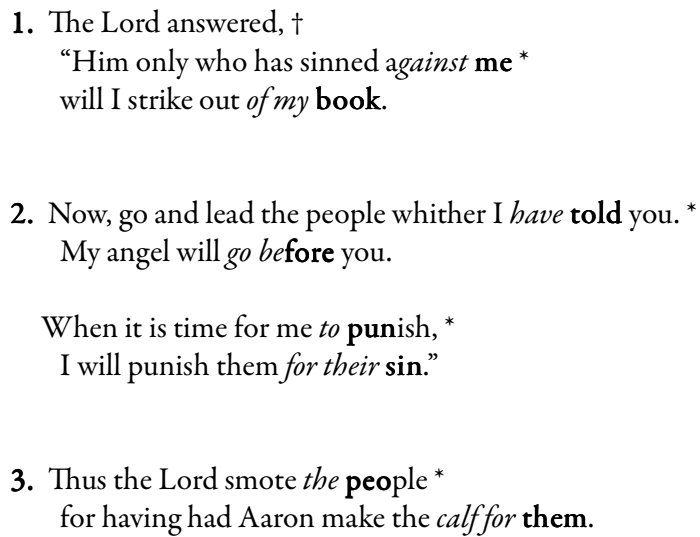 1. The Lord answered, †
“Him only who has sinned against me *
will I strike out of my book.
2. Now, go and lead the people whither I have told you. *
My angel will go before you.
When it is time for me to punish, *
I will punish them for their sin.”
3. Thus the Lord smote the people *
for having had Aaron make the calf for them.